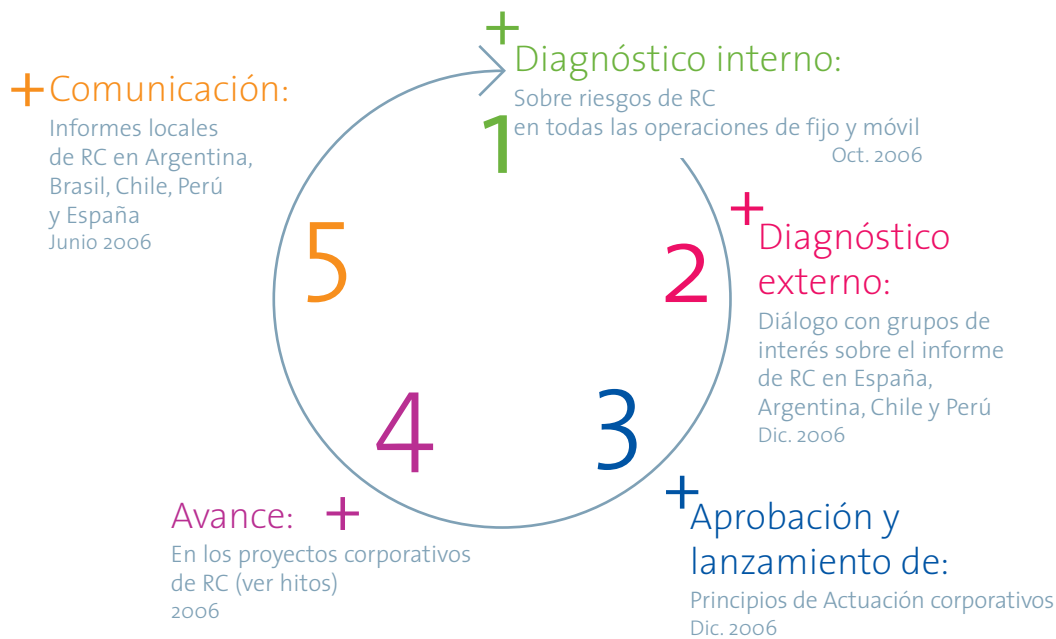 +
Diagnóstico interno:
Sobre riesgos de RC
en todas las operaciones de fijo y móvil
Oct. 2006
1
+
Diagnóstico
externo:
Diálogo con grupos de
interés sobre el informe
de RC en España,
Argentina, Chile y Perú
Dic. 2006
2
+
Aprobación y
lanzamiento de:
Principios de Actuación corporativos
Dic. 2006
3
Avance: +
En los proyectos corporativos
de RC (ver hitos)
2006
4
+ Comunicación:
Informes locales
de RC en Argentina,
Brasil, Chile, Perú
y España
Junio 2006
5